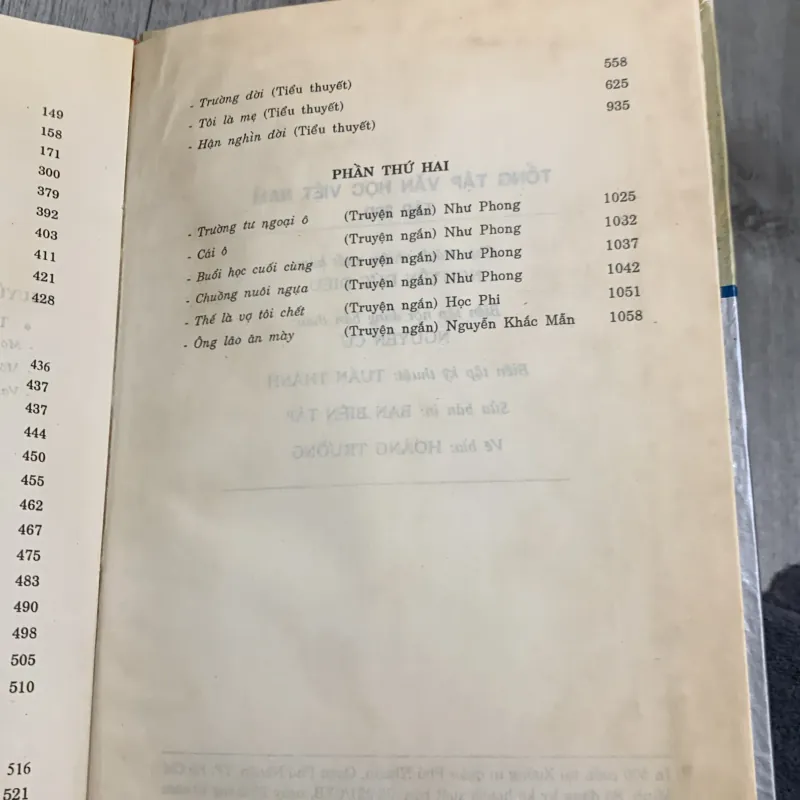 149
158
171
300
379
392
403
411
421
428
436
437
437
444
450
455
462
467
475
483
490
498
505
510
516
521
- Trường đời (Tiểu thuyết) 558
- Tôi là mẹ (Tiểu thuyết) 625
- Hận nghìn đời (Tiểu thuyết) 935
PHẦN THỨ HAI
- Trường tư ngoại ô (Truyện ngắn) Như Phong 1025
- Cái ô (Truyện ngắn) Như Phong 1032
- Buổi học cuối cùng (Truyện ngắn) Như Phong 1037
- Chuồng nuôi ngựa (Truyện ngắn) Như Phong 1042
- Thế là vợ tôi chết (Truyện ngắn) Học Phi 1051
- Ông lão ăn mày (Truyện ngắn) Nguyễn Khắc Mẫn 1058